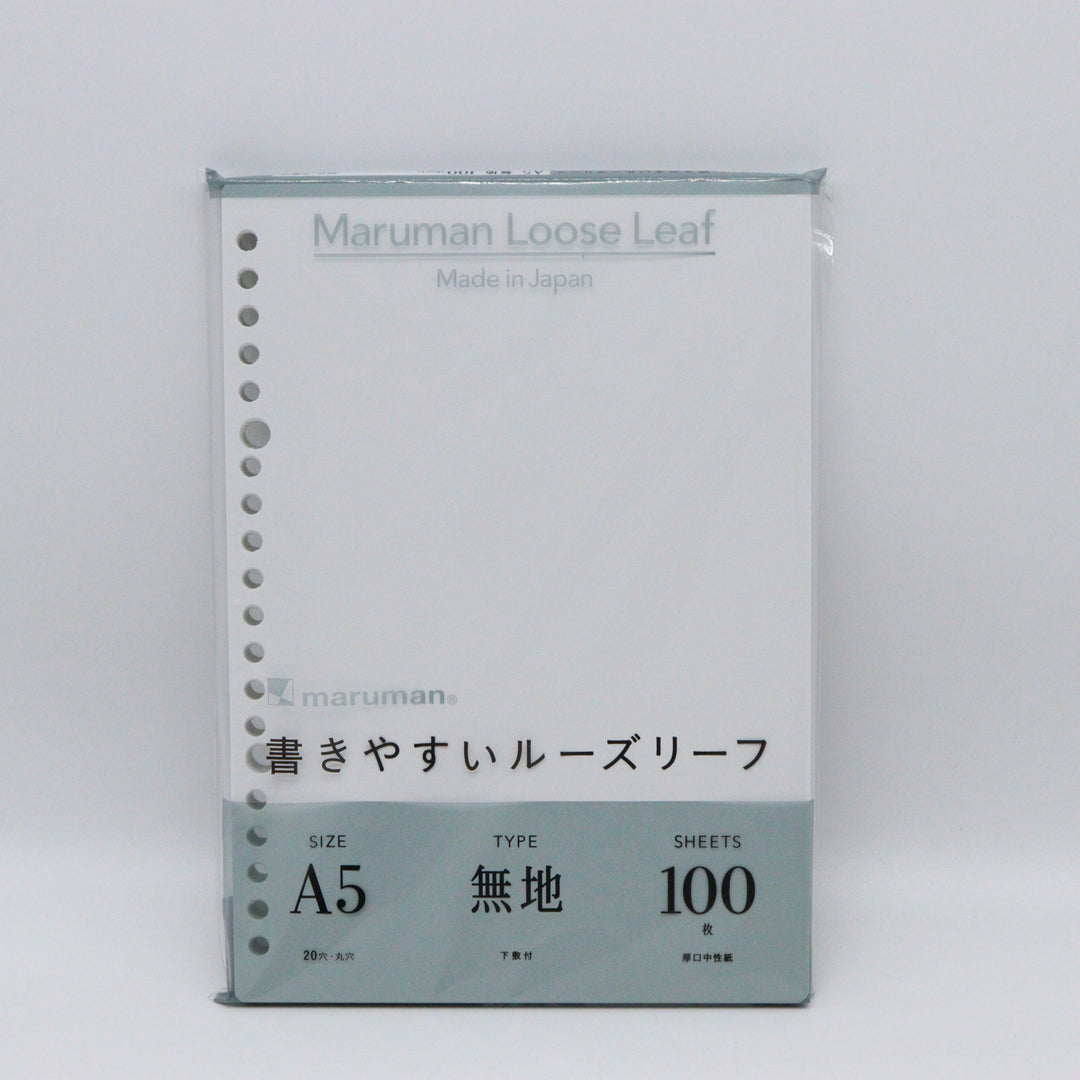 Maruman Loose Leaf
Made in Japan
maruman®
書きやすいルーズリーフ
SIZE
A5
20穴・丸穴
TYPE
無地
下敷付
SHEETS
100
枚
厚口中性紙